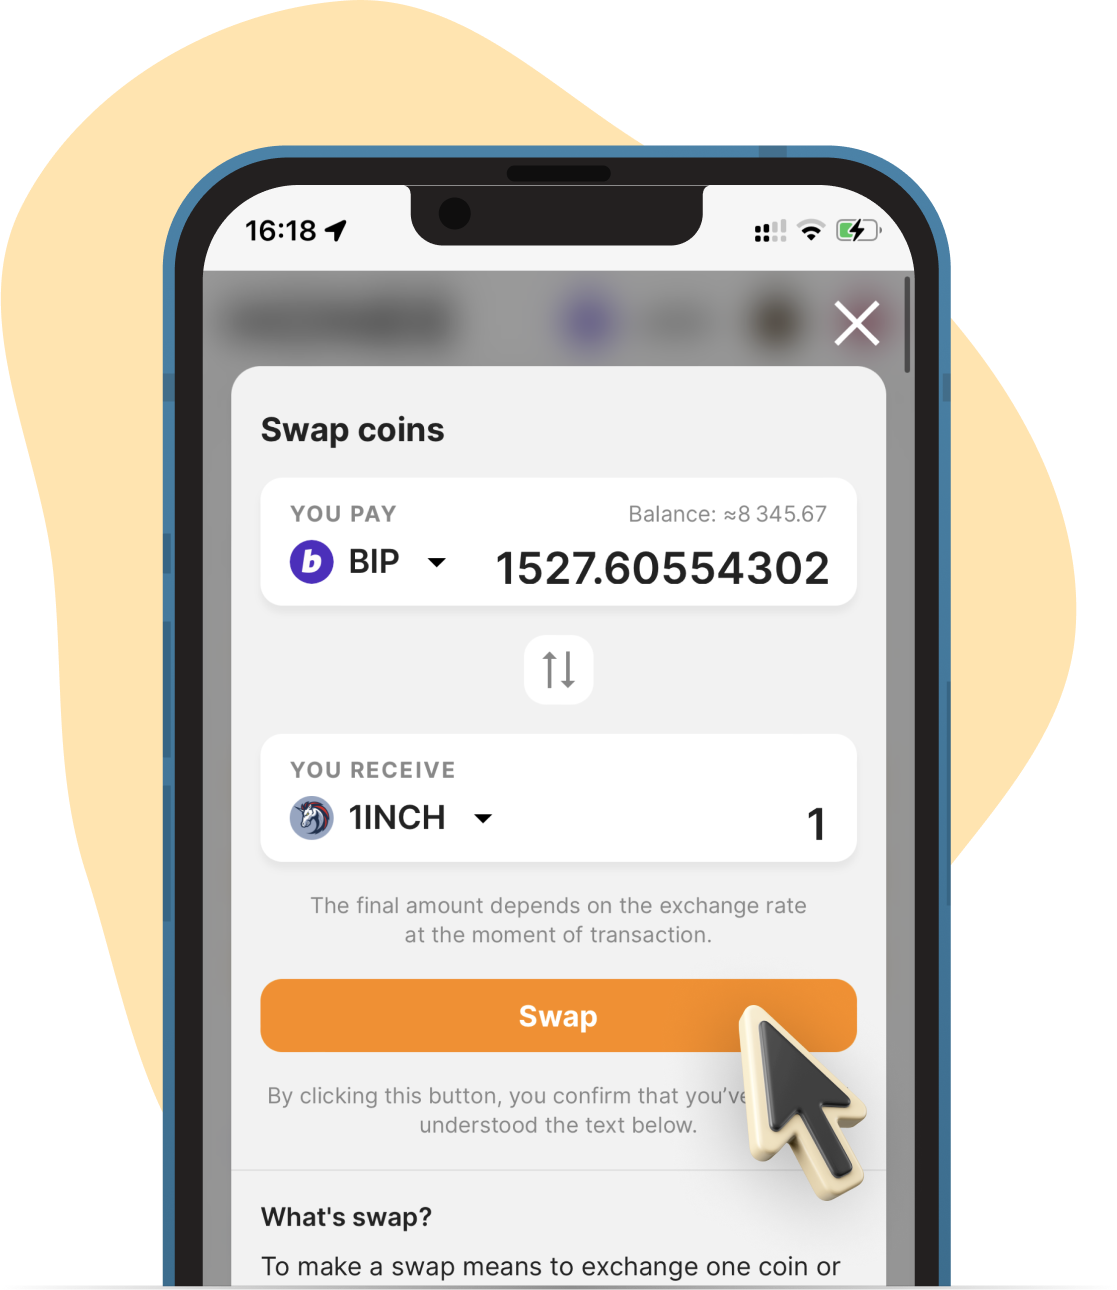 16:18
Swap coins
YOU PAY
Balance: ≈8 345.67
b BIP
1527.60554302
YOU RECEIVE
1INCH
1
The final amount depends on the exchange rate
at the moment of transaction.
Swap
By clicking this button, you confirm that you've
understood the text below.
What's swap?
To make a swap means to exchange one coin or